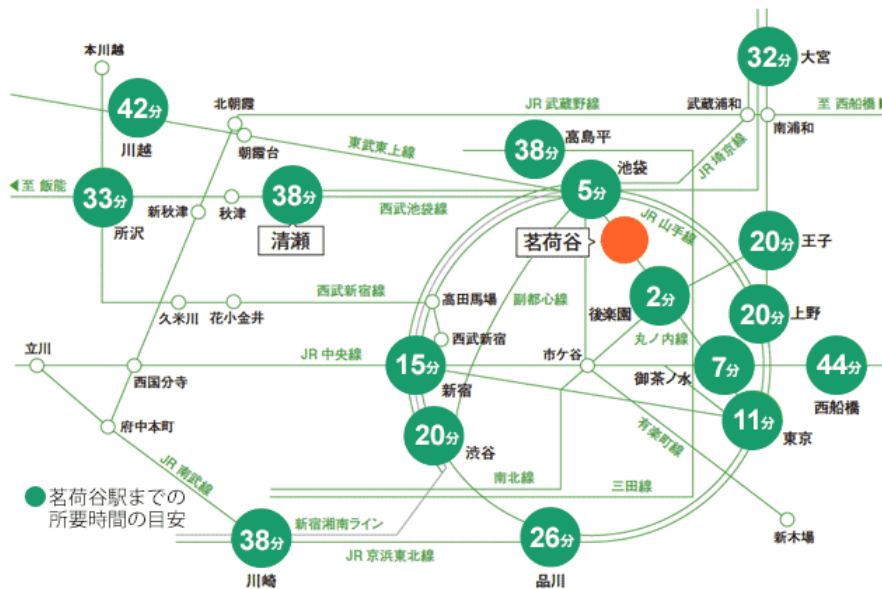 本川越
32分
大宮
42分
川越
北朝霞
JR 武蔵野線
武蔵浦和
至 西船橋▶
南浦和
朝霞台
東武東上線
38分
高島平
JR 埼京線
池袋
◀至 飯能
33分
所沢
新秋津
秋津
38分
清瀬
西武池袋線
5分
JR 山手線
茗荷谷
20分
王子
西武新宿線
高田馬場
副都心線
2分
後楽園
20分
上野
久米川
花小金井
西武新宿
丸ノ内線
立川
JR 中央線
市ケ谷
西国分寺
15分
新宿
御茶ノ水
7分
44分
西船橋
府中本町
20分
渋谷
11分
東京
有楽町線
JR 南武線
南北線
三田線
茗荷谷駅までの
所要時間の目安
新宿湘南ライン
38分
川崎
JR 京浜東北線
26分
品川
新木場